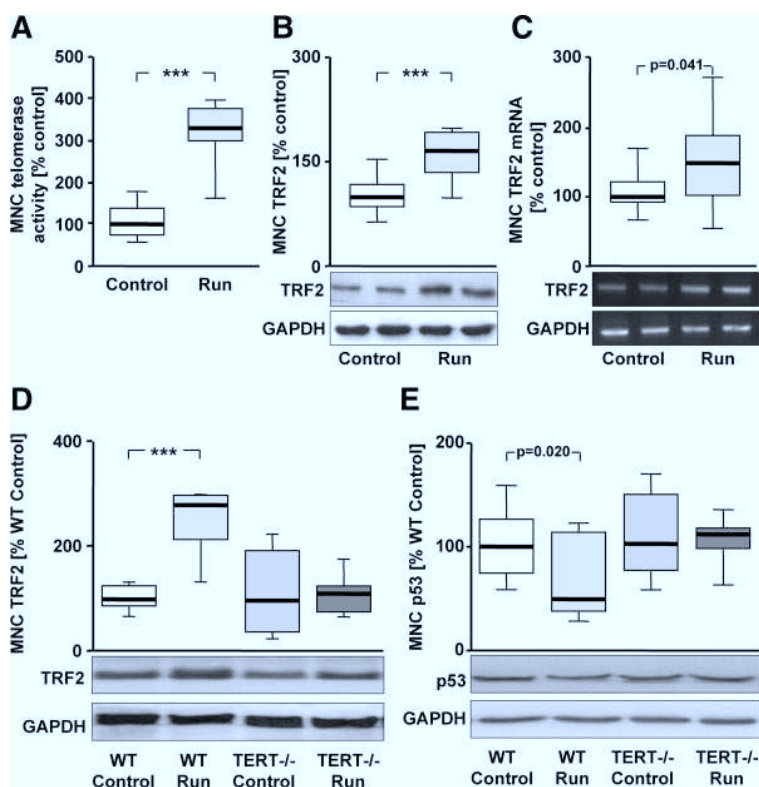 A
MNC telomerase
activity [% control]
500
400
300
200
100
0
***
Control Run
B
MNC TRF2 [% control]
300
150
0
***
TRF2
GAPDH
Control Run
C
MNC TRF2 mRNA
[% control]
300
200
150
100
0
p=0.041
TRF2
GAPDH
Control Run
D
MNC TRF2 [% WT Control]
400
200
0
***
TRF2
GAPDH
WT WT TERT-/- TERT-/-
Control Run Control Run
E
MNC p53 [% WT Control]
200
100
0
p=0.020
p53
GAPDH
WT WT TERT-/- TERT-/-
Control Run Control Run